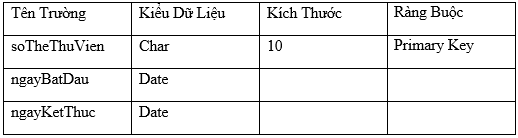 Tên Trường Kiểu Dữ Liệu Kích Thước Ràng Buộc
soTheThuVien Char 10 Primary Key
ngayBatDau Date
ngayKetThuc Date